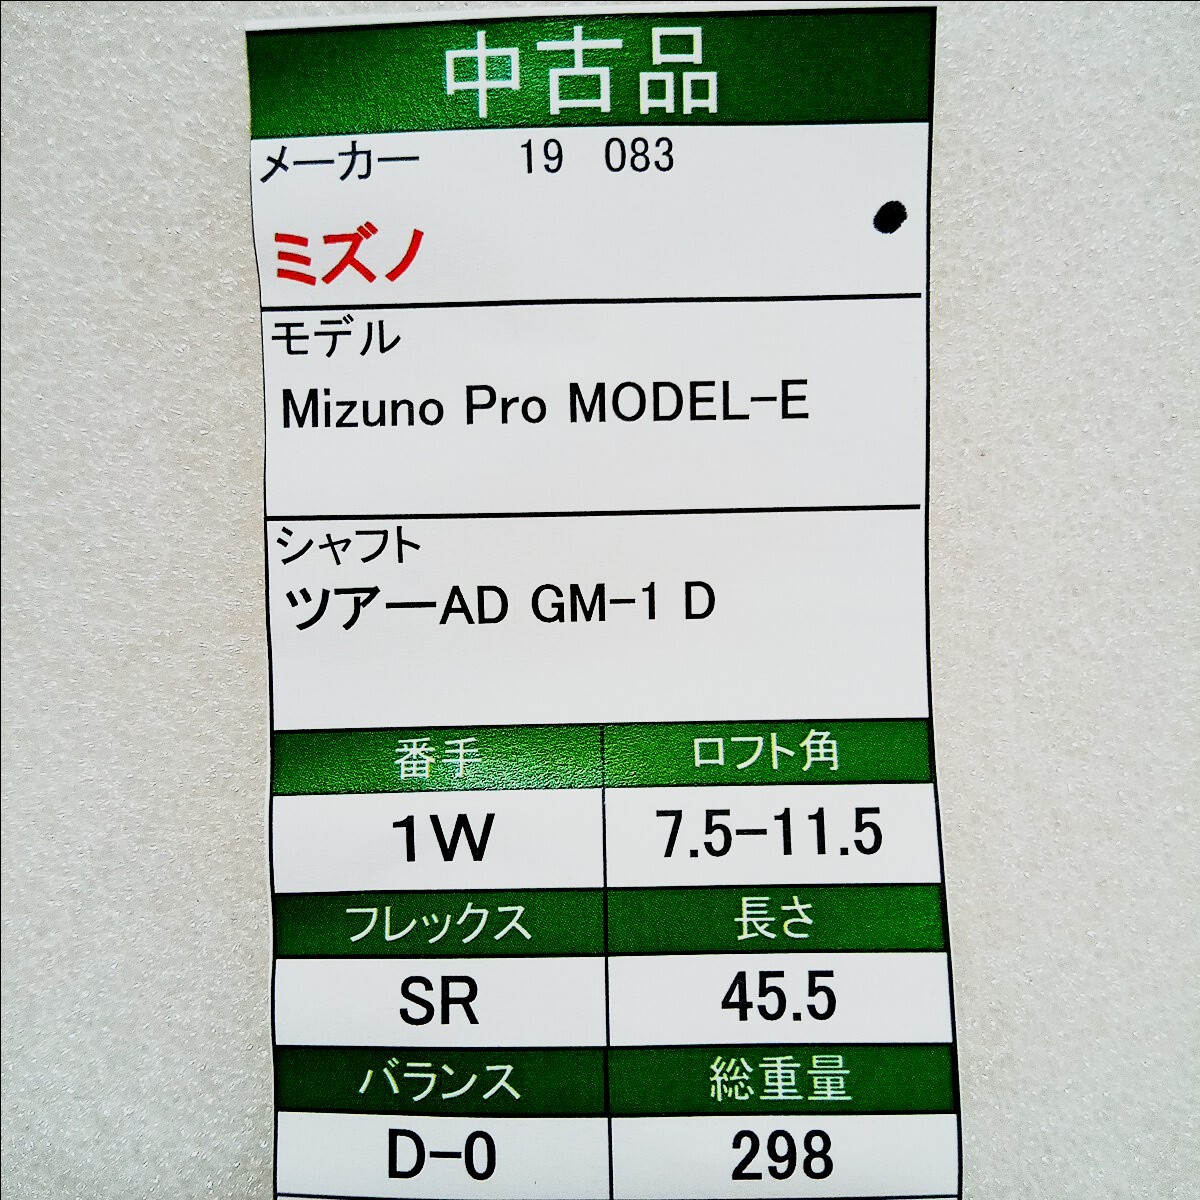 中古品
メーカー 19 083
ミズノ
モデル
Mizuno Pro MODEL-E
シャフト
ツアーAD GM-1 D
番手 ロフト角
1W 7.5-11.5
フレックス 長さ
SR 45.5
バランス 総重量
D-0 298